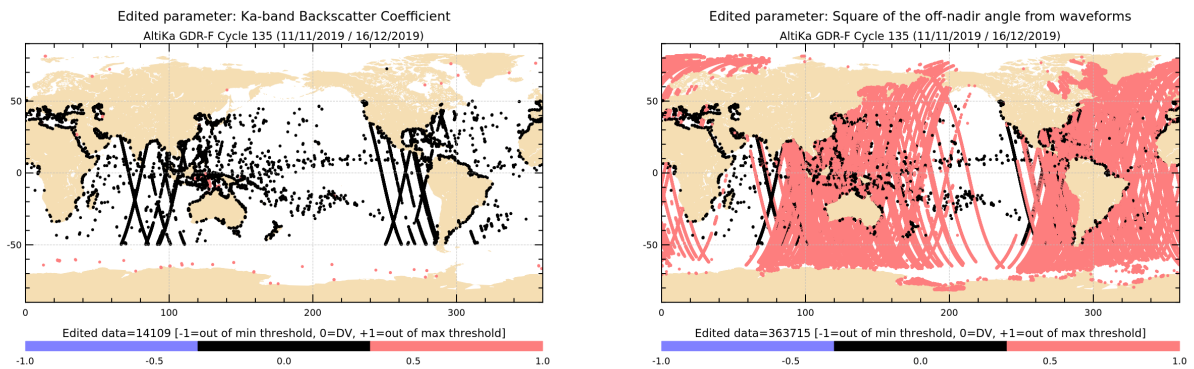 Edited parameter: Ka-band Backscatter Coefficient
AltiKa GDR-F Cycle 135 (11/11/2019 / 16/12/2019)
50
0
-50
0 100 200 300
Edited data=14109 [-1=out of min threshold, 0=DV, +1=out of max threshold]
-1.0 -0.5 0.0 0.5 1.0
Edited parameter: Square of the off-nadir angle from waveforms
AltiKa GDR-F Cycle 135 (11/11/2019 / 16/12/2019)
50
0
-50
0 100 200 300
Edited data=363715 [-1=out of min threshold, 0=DV, +1=out of max threshold]
-1.0 -0.5 0.0 0.5 1.0